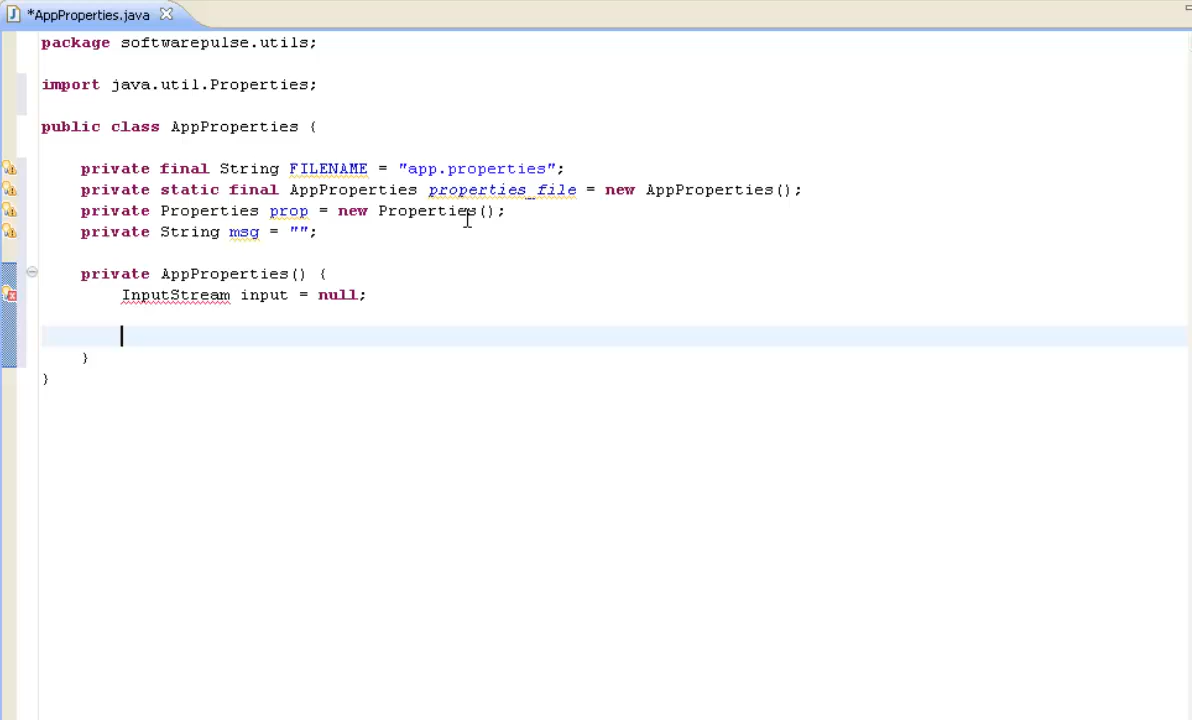 *AppProperties.java
package softwarepulse.utils;
import java.util.Properties;
public class AppProperties {
private final String FILENAME = "app.properties";
private static final AppProperties properties_file = new AppProperties();
private Properties prop = new Properties();
private String msg = "";
private AppProperties() {
InputStream input = null;
}
}